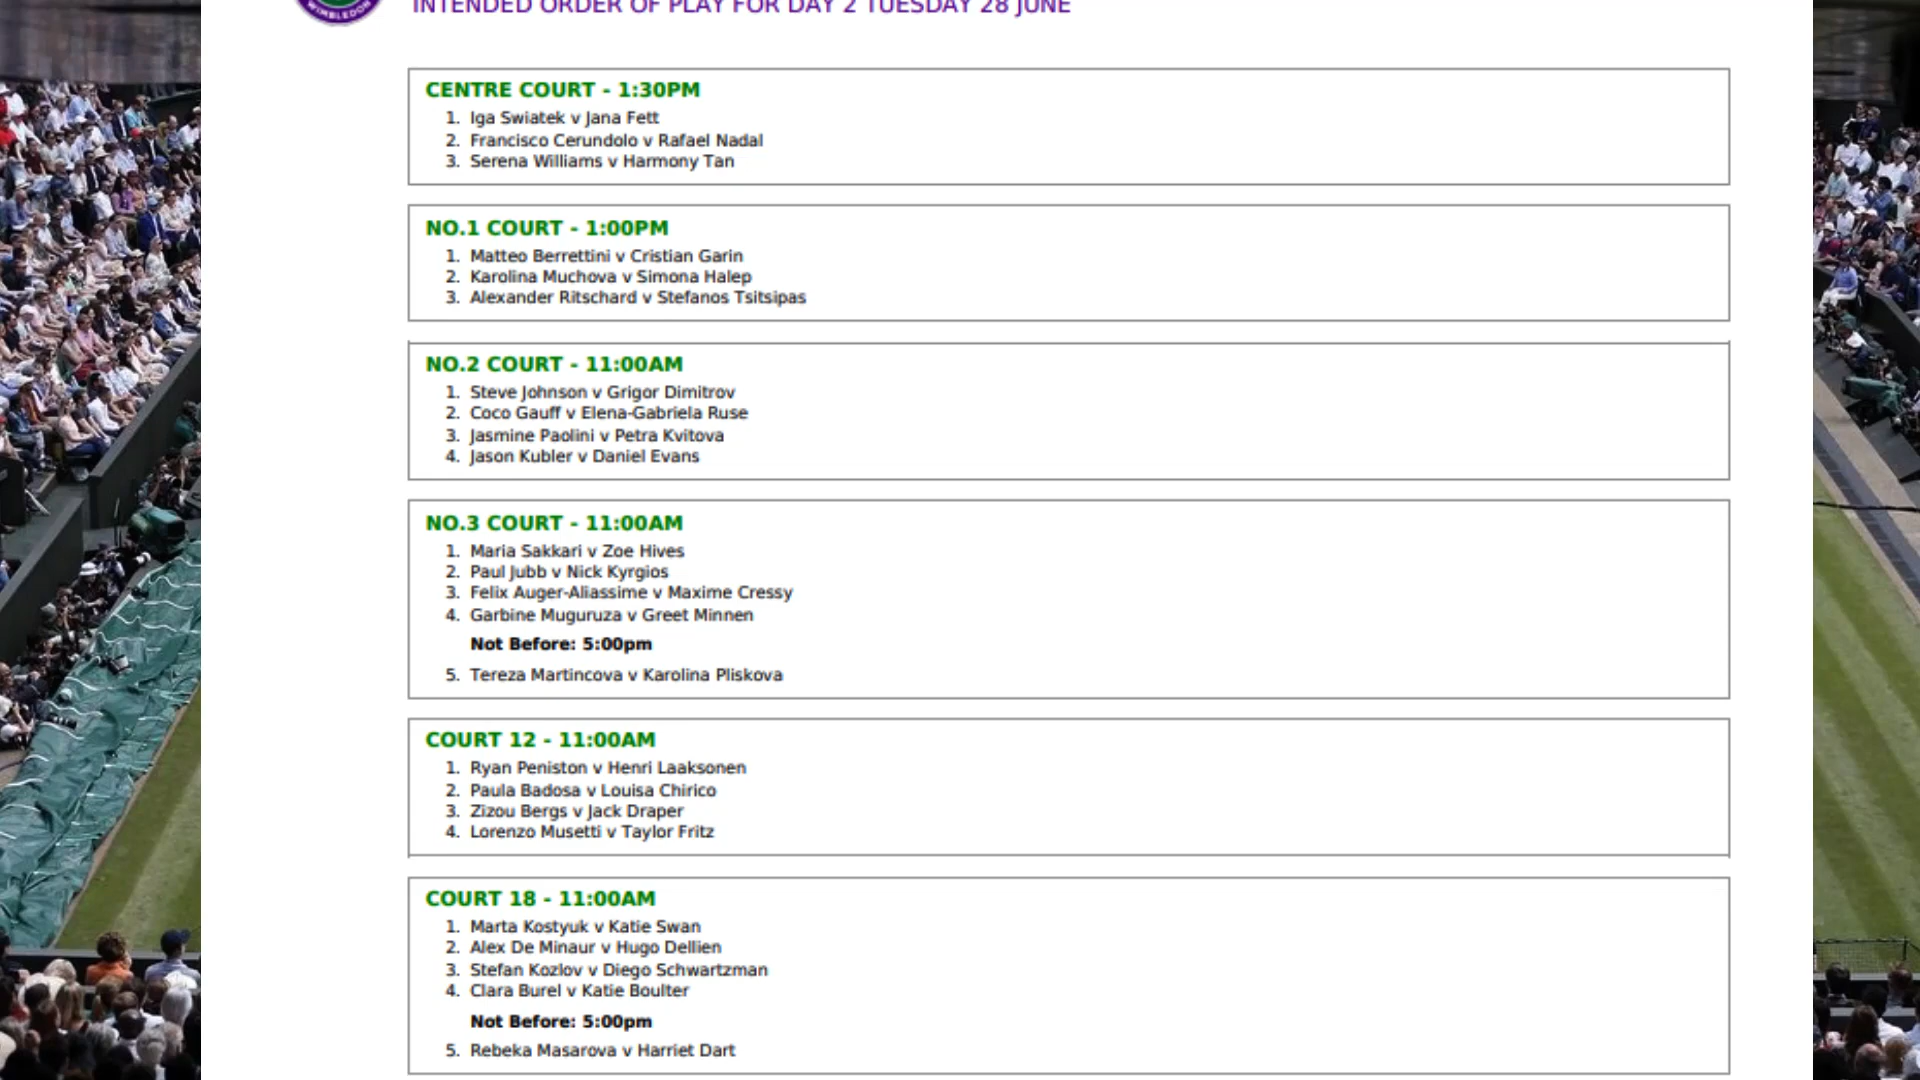 WIMBLEDON
INTENDED ORDER OF PLAY FOR DAY 2 TUESDAY 28 JUNE
CENTRE COURT - 1:30PM
1. Iga Swiatek v Jana Fett
2. Francisco Cerundolo v Rafael Nadal
3. Serena Williams v Harmony Tan
NO.1 COURT - 1:00PM
1. Matteo Berrettini v Cristian Garin
2. Karolina Muchova v Simona Halep
3. Alexander Ritschard v Stefanos Tsitsipas
NO.2 COURT - 11:00AM
1. Steve Johnson v Grigor Dimitrov
2. Coco Gauff v Elena-Gabriela Ruse
3. Jasmine Paolini v Petra Kvitova
4. Jason Kubler v Daniel Evans
NO.3 COURT - 11:00AM
1. Maria Sakkari v Zoe Hives
2. Paul Jubb v Nick Kyrgios
3. Felix Auger-Aliassime v Maxime Cressy
4. Garbine Muguruza v Greet Minnen
Not Before: 5:00pm
5. Tereza Martincova v Karolina Pliskova
COURT 12 - 11:00AM
1. Ryan Peniston v Henri Laaksonen
2. Paula Badosa v Louisa Chirico
3. Zizou Bergs v Jack Draper
4. Lorenzo Musetti v Taylor Fritz
COURT 18 - 11:00AM
1. Marta Kostyuk v Katie Swan
2. Alex De Minaur v Hugo Dellien
3. Stefan Kozlov v Diego Schwartzman
4. Clara Burel v Katie Boulter
Not Before: 5:00pm
5. Rebeka Masarova v Harriet Dart